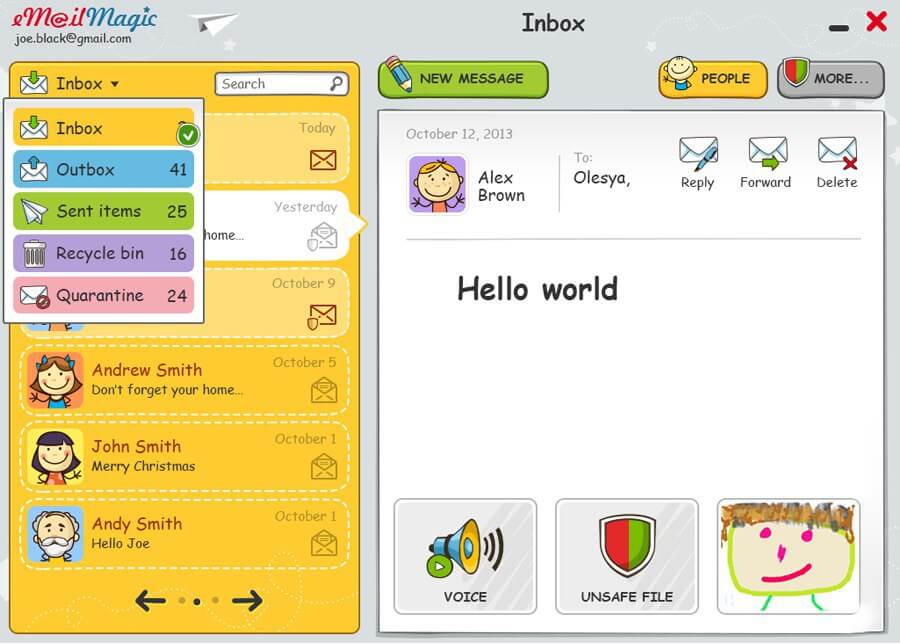 eM@ilMagic
joe.black@gmail.com
Inbox
Inbox
Search
Inbox
Outbox 41
Sent items 25
Recycle bin 16
Quarantine 24
Today
Yesterday
home...
October 9
Andrew Smith
October 5
Don't forget your home...
John Smith
October 1
Merry Christmas
Andy Smith
October 1
Hello Joe
NEW MESSAGE
PEOPLE
MORE...
October 12, 2013
Alex
Brown
To:
Olesya,
Reply
Forward
Delete
Hello world
VOICE
UNSAFE FILE